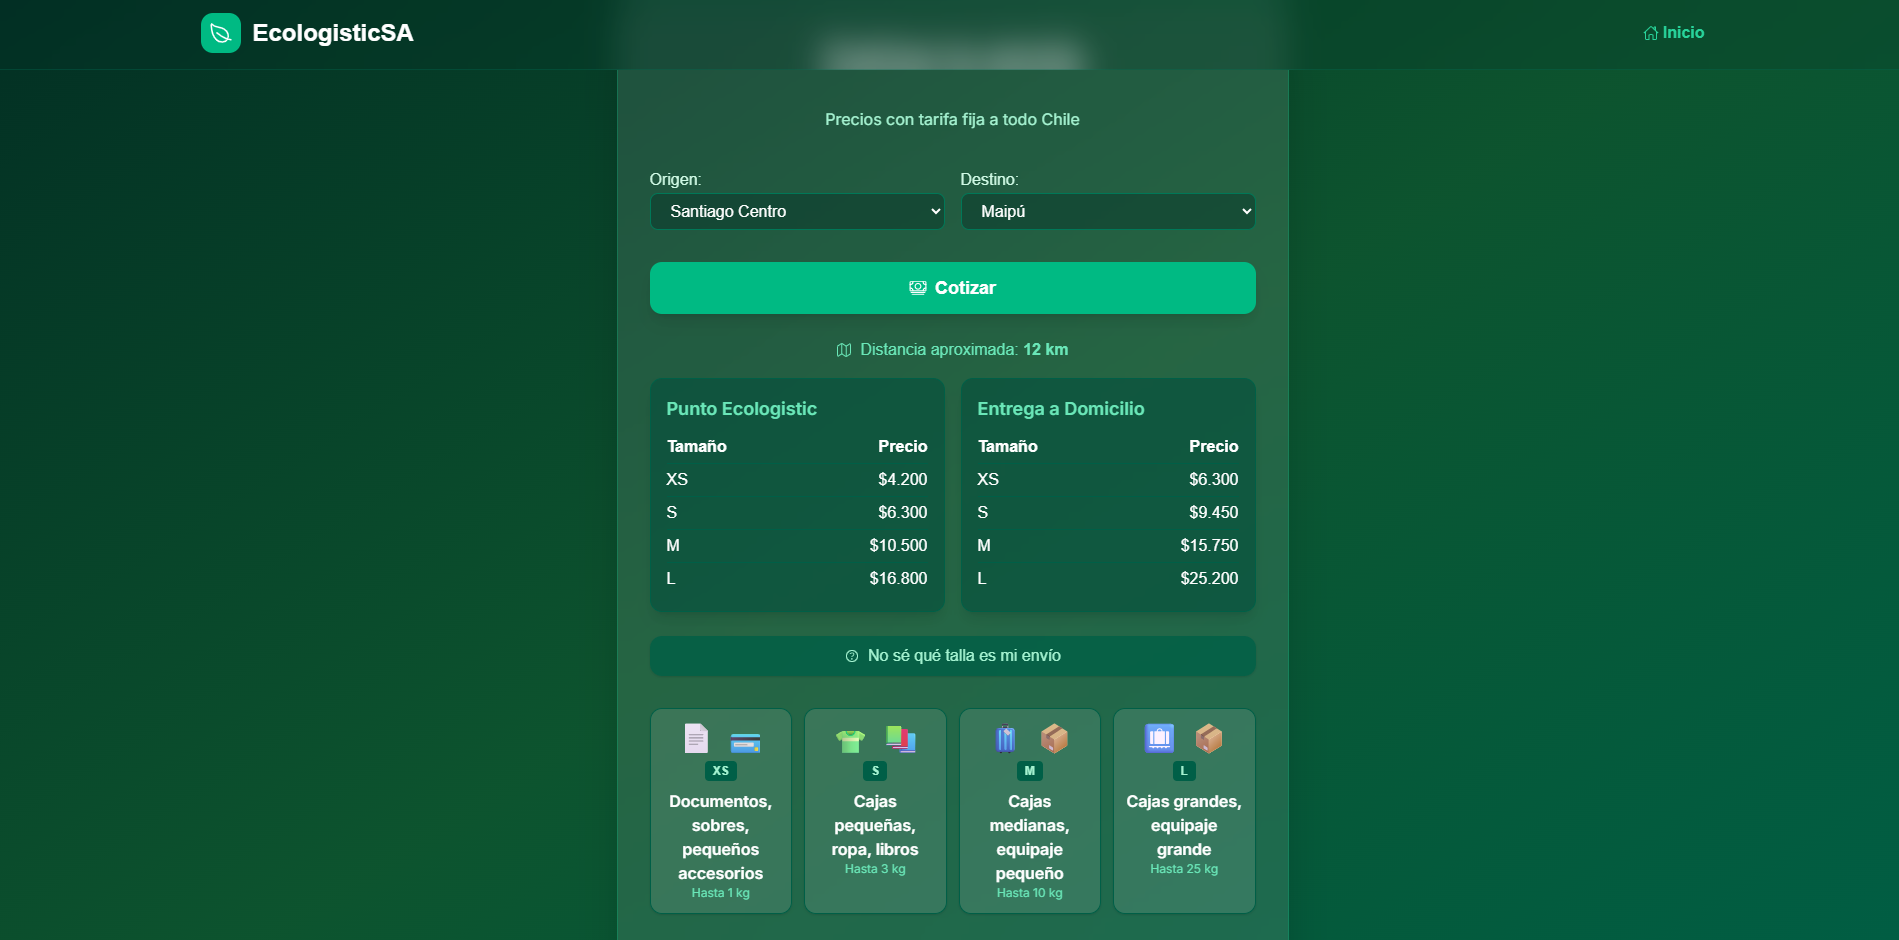 EcologisticSA
Inicio
Precios con tarifa fija a todo Chile
Origen:
Destino:
Santiago Centro
Maipú
Cotizar
Distancia aproximada: 12 km
Punto Ecologistic
Tamaño Precio
XS $4.200
S $6.300
M $10.500
L $16.800
Entrega a Domicilio
Tamaño Precio
XS $6.300
S $9.450
M $15.750
L $25.200
No sé qué talla es mi envío
XS
Documentos,
sobres,
pequeños
accesorios
Hasta 1 kg
S
Cajas
pequeñas,
ropa, libros
Hasta 3 kg
M
Cajas
medianas,
equipaje
pequeño
Hasta 10 kg
L
Cajas grandes,
equipaje
grande
Hasta 25 kg